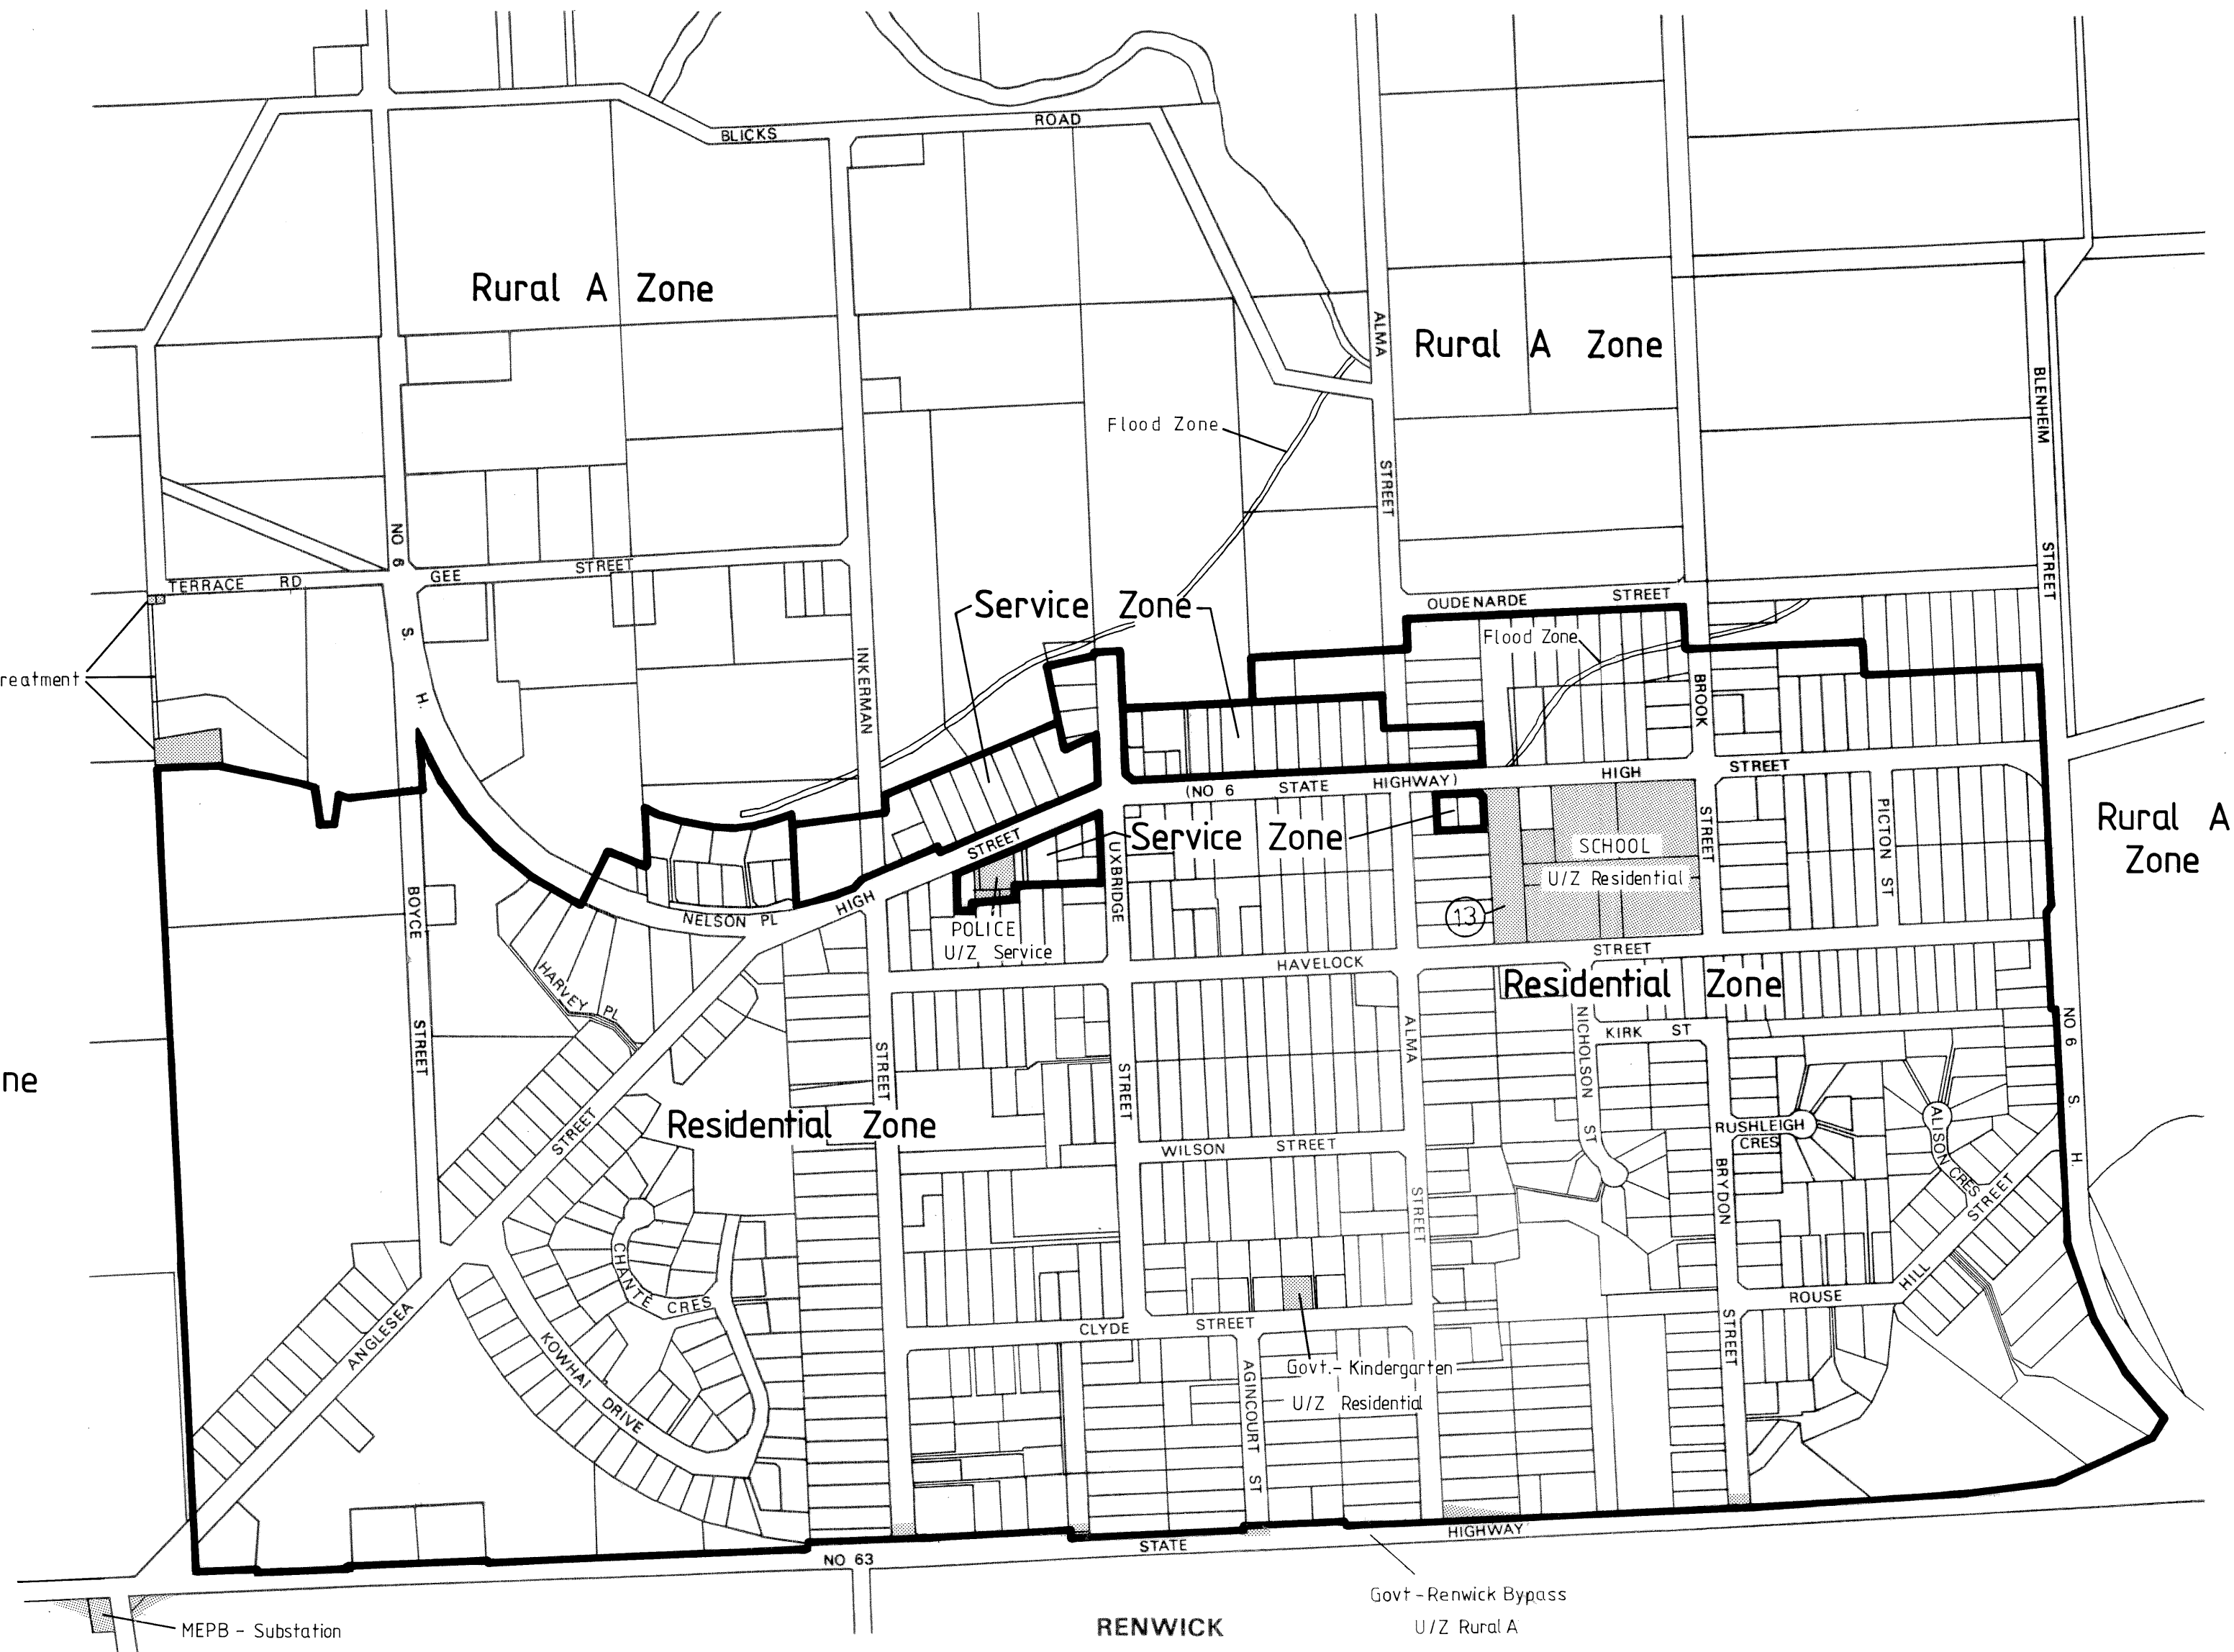 BLICKS ROAD
Rural A Zone
Rural A Zone
ALMA
STREET
BLENHEIM
STREET
Flood Zone
NO 6
S. H.
TERRACE RD
GEE STREET
Service Zone
OUDENARDE STREET
Flood Zone
reatment
INKERMAN
BROOK
STREET
(NO 6 STATE HIGHWAY)
HIGH STREET
Rural A
Zone
Service Zone
HIGH STREET
UXBRIDGE
STREET
SCHOOL
U/Z Residential
PICTON ST
13
BOYCE
STREET
NELSON PL
POLICE
U/Z Service
HARVEY PL
HAVELOCK STREET
Residential Zone
NO 6
S. H.
ne
STREET
ALMA
STREET
NICHOLSON ST
KIRK ST
Residential Zone
WILSON STREET
RUSHLEIGH
CRES
ALISON CRES
BRYDON
STREET
ANGLESEA STREET
CHANTE CRES
KOWHAI DRIVE
ROUSE
HILL STREET
CLYDE STREET
AGINCOURT ST
Govt.- Kindergarten
U/Z Residential
NO 63 STATE HIGHWAY
Govt - Renwick Bypass
U/Z Rural A
MEPB - Substation
RENWICK